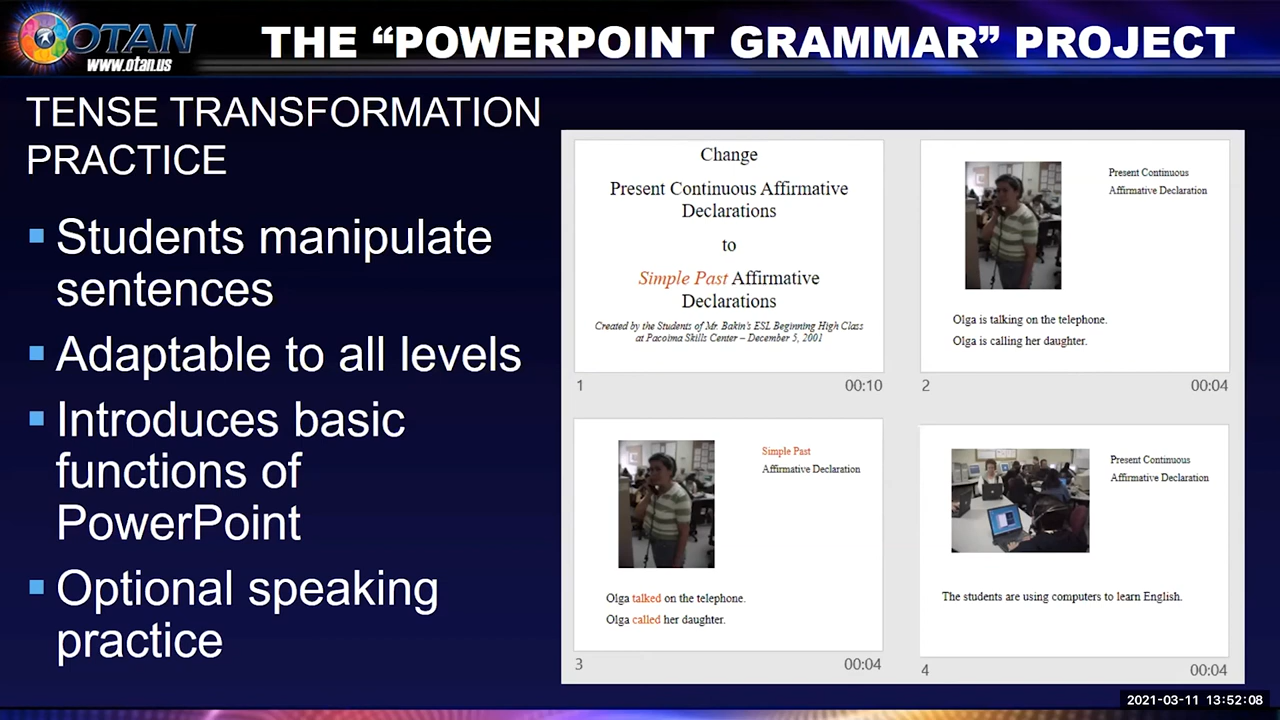 OTAN
www.otan.us
THE “POWERPOINT GRAMMAR” PROJECT
TENSE TRANSFORMATION
PRACTICE
Students manipulate
sentences
Adaptable to all levels
Introduces basic
functions of
PowerPoint
Optional speaking
practice
Change
Present Continuous Affirmative
Declarations
to
Simple Past Affirmative
Declarations
Created by the Students of Mr. Bakin's ESL Beginning High Class
at Pacoima Skills Center – December 5, 2001
1 00:10
Present Continuous
Affirmative Declaration
Olga is talking on the telephone.
Olga is calling her daughter.
2 00:04
Simple Past
Affirmative Declaration
Olga talked on the telephone.
Olga called her daughter.
3 00:04
Present Continuous
Affirmative Declaration
The students are using computers to learn English.
4 00:04
2021-03-11 13:52:08